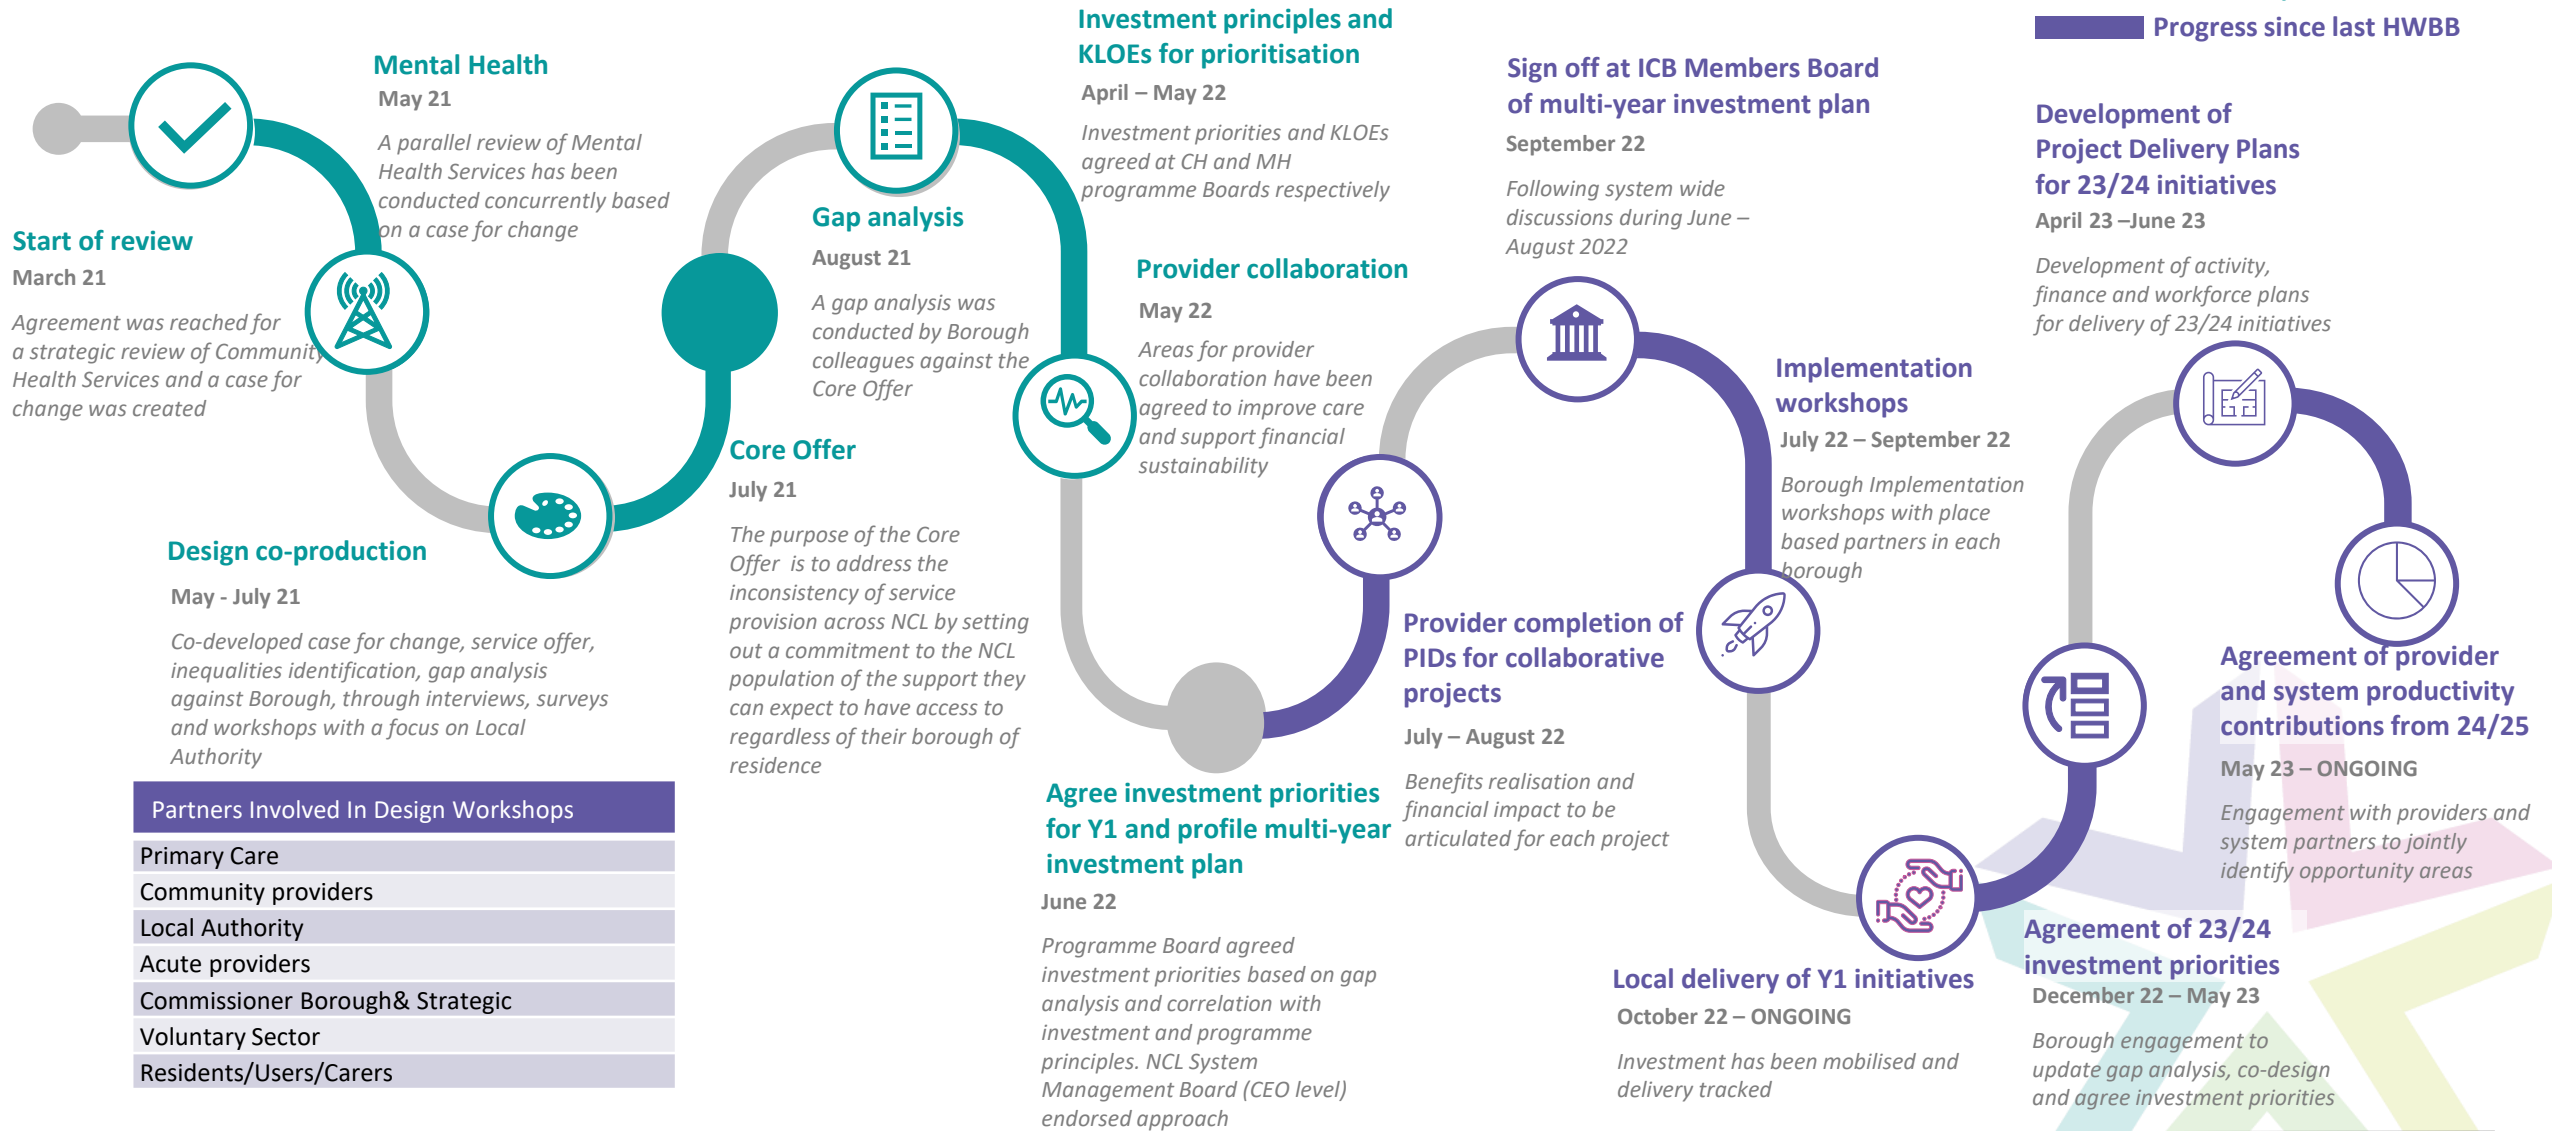 Progress since last HWBB
Start of review
March 21
Agreement was reached for
a strategic review of Community
Health Services and a case for
change was created
Mental Health
May 21
A parallel review of Mental
Health Services has been
conducted concurrently based
on a case for change
Design co-production
May - July 21
Co-developed case for change, service offer,
inequalities identification, gap analysis
against Borough, through interviews, surveys
and workshops with a focus on Local
Authority
Partners Involved In Design Workshops
Primary Care
Community providers
Local Authority
Acute providers
Commissioner Borough& Strategic
Voluntary Sector
Residents/Users/Carers
Core Offer
July 21
The purpose of the Core
Offer is to address the
inconsistency of service
provision across NCL by setting
out a commitment to the NCL
population of the support they
can expect to have access to
regardless of their borough of
residence
Gap analysis
August 21
A gap analysis was
conducted by Borough
colleagues against the
Core Offer
Investment principles and
KLOEs for prioritisation
April – May 22
Investment priorities and KLOEs
agreed at CH and MH
programme Boards respectively
Provider collaboration
May 22
Areas for provider
collaboration have been
agreed to improve care
and support financial
sustainability
Agree investment priorities
for Y1 and profile multi-year
investment plan
June 22
Programme Board agreed
investment priorities based on gap
analysis and correlation with
investment and programme
principles. NCL System
Management Board (CEO level)
endorsed approach
Provider completion of
PIDs for collaborative
projects
July – August 22
Benefits realisation and
financial impact to be
articulated for each project
Sign off at ICB Members Board
of multi-year investment plan
September 22
Following system wide
discussions during June –
August 2022
Implementation
workshops
July 22 – September 22
Borough Implementation
workshops with place
based partners in each
borough
Local delivery of Y1 initiatives
October 22 – ONGOING
Investment has been mobilised and
delivery tracked
Agreement of 23/24
investment priorities
December 22 – May 23
Borough engagement to
update gap analysis, co-design
and agree investment priorities
Development of
Project Delivery Plans
for 23/24 initiatives
April 23 –June 23
Development of activity,
finance and workforce plans
for delivery of 23/24 initiatives
Agreement of provider
and system productivity
contributions from 24/25
May 23 – ONGOING
Engagement with providers and
system partners to jointly
identify opportunity areas